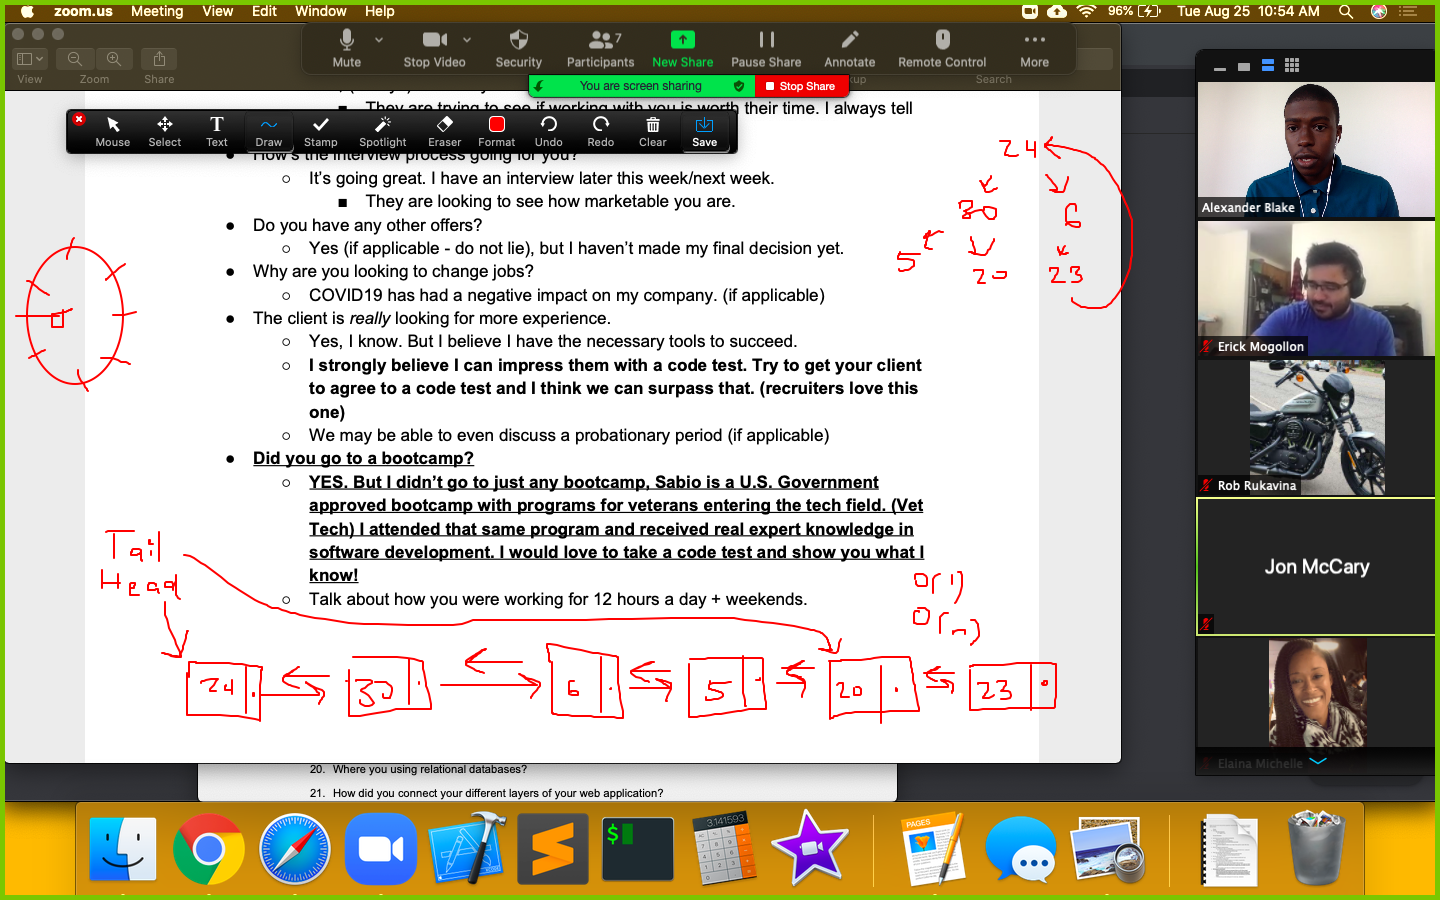 zoom.us Meeting View Edit Window Help 96% Tue Aug 25 10:54 AM
Mute Stop Video Security Participants 7 New Share Pause Share Annotate Remote Control More
View Zoom Share Search
You are screen sharing Stop Share
They are trying to see if working with you is worth their time. I always tell
Mouse Select Text Draw Stamp Spotlight Eraser Format Undo Redo Clear Save
How's the interview process going for you?
It's going great. I have an interview later this week/next week.
They are looking to see how marketable you are.
Do you have any other offers?
Yes (if applicable - do not lie), but I haven't made my final decision yet.
Why are you looking to change jobs?
COVID19 has had a negative impact on my company. (if applicable)
The client is really looking for more experience.
Yes, I know. But I believe I have the necessary tools to succeed.
I strongly believe I can impress them with a code test. Try to get your client
to agree to a code test and I think we can surpass that. (recruiters love this
one)
We may be able to even discuss a probationary period (if applicable)
Did you go to a bootcamp?
YES. But I didn't go to just any bootcamp, Sabio is a U.S. Government
approved bootcamp with programs for veterans entering the tech field. (Vet
Tech) I attended that same program and received real expert knowledge in
software development. I would love to take a code test and show you what I
know!
Talk about how you were working for 12 hours a day + weekends.
24
30 6
5 20 23
Tail
Head
O(1)
O(n)
24 30 6 5 20 23
20. Where you using relational databases?
21. How did you connect your different layers of your web application?
Alexander Blake
Erick Mogollon
Rob Rukavina
Jon McCary
Elaina Michelle
$
3.141593
PAGES